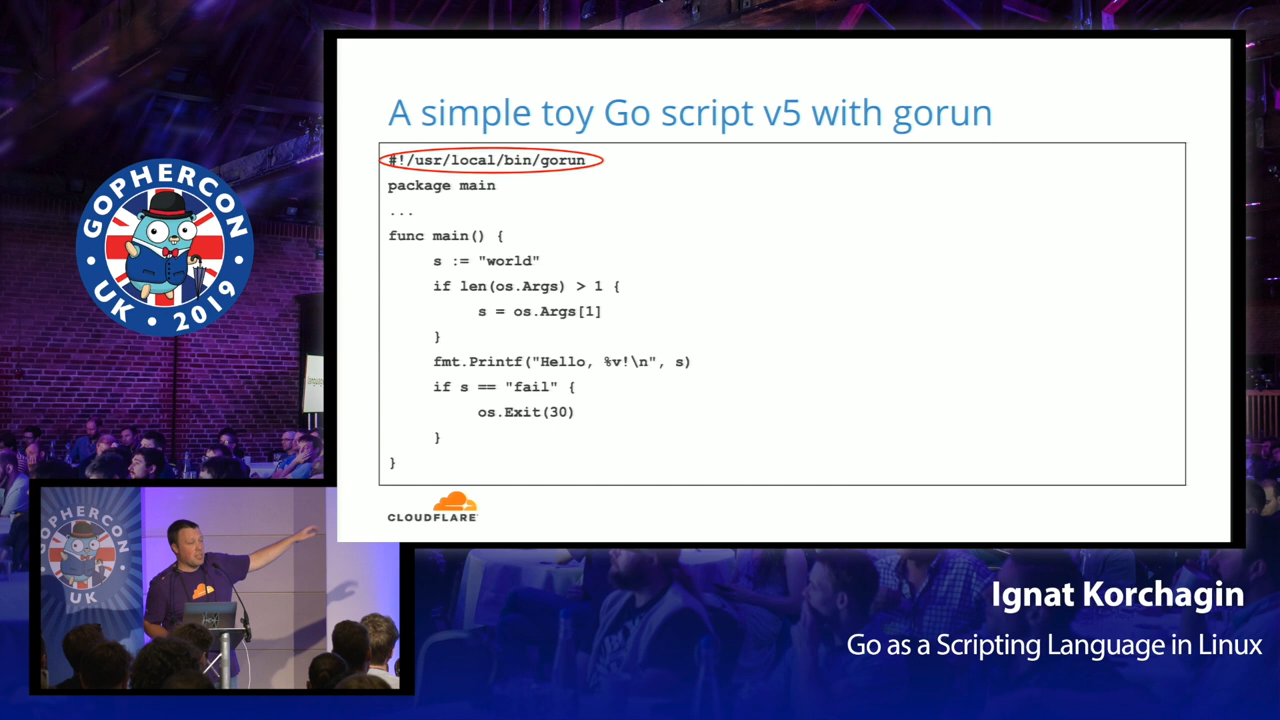 A simple toy Go script v5 with gorun
#!/usr/local/bin/gorun
package main
...
func main() {
s := "world"
if len(os.Args) > 1 {
s = os.Args[1]
}
fmt.Printf("Hello, %v!\n", s)
if s == "fail" {
os.Exit(30)
}
}
CLOUDFLARE
GOPHERCON
UK • 2019
GOPHERCON
UK
Ignat Korchagin
Go as a Scripting Language in Linux